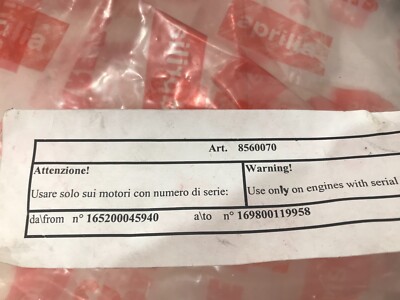 aprilia
Art. 8560070
Attenzione!
Usare solo sui motori con numero di serie:
Warning!
Use only on engines with serial
da\from n° 165200045940 a\to n° 169800119958